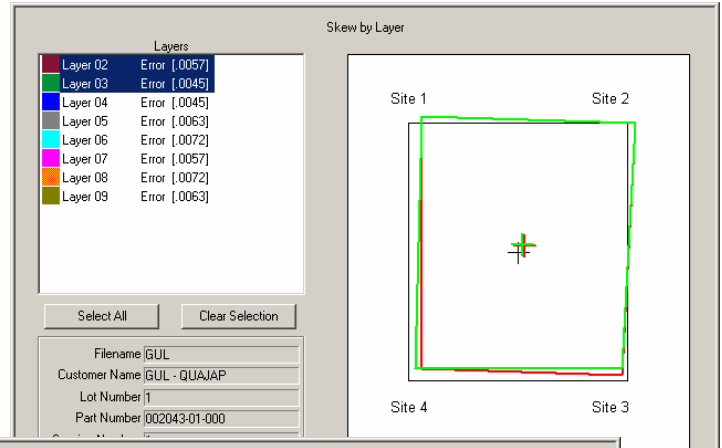 Skew by Layer
Layers
Layer 02 Error [.0057]
Layer 03 Error [.0045]
Layer 04 Error [.0045]
Layer 05 Error [.0063]
Layer 06 Error [.0072]
Layer 07 Error [.0057]
Layer 08 Error [.0072]
Layer 09 Error [.0063]
Select All Clear Selection
Filename GUL
Customer Name GUL - QUAJAP
Lot Number 1
Part Number 002043-01-000
Site 1 Site 2
Site 4 Site 3